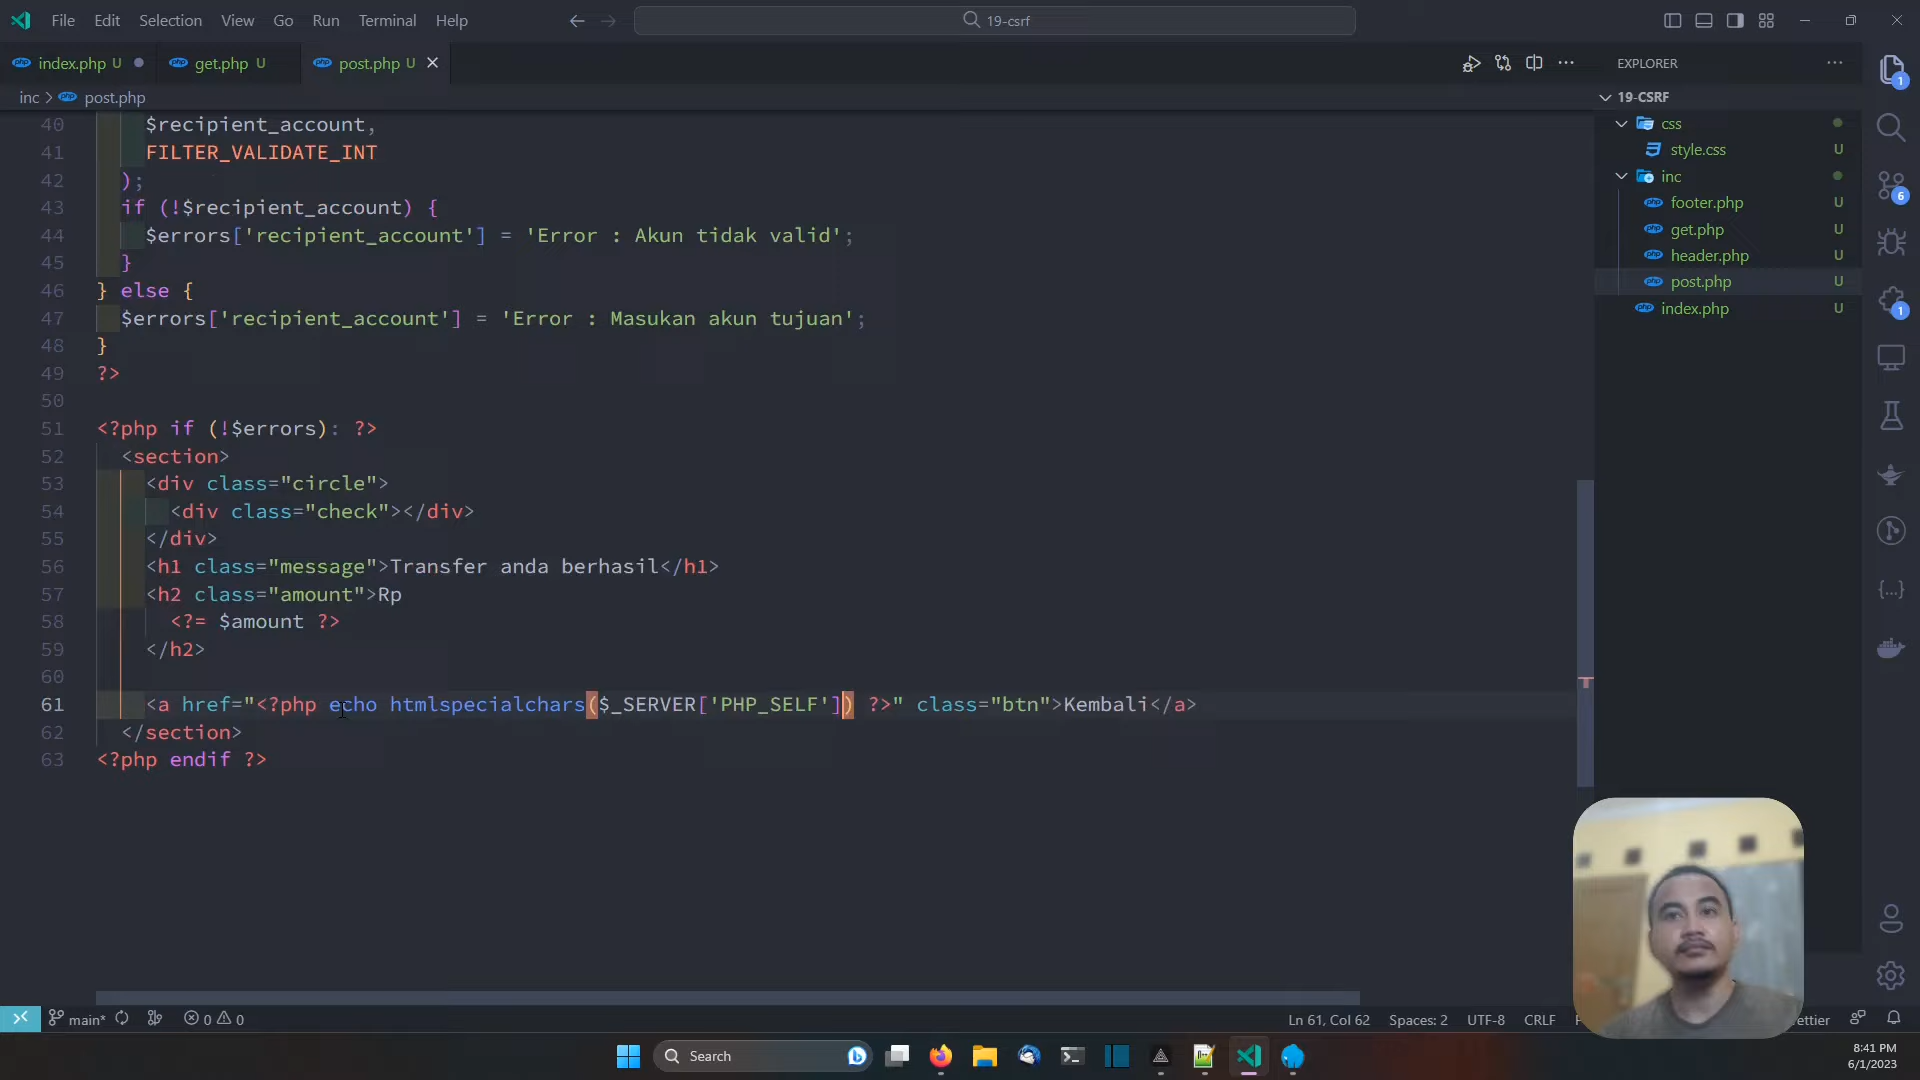 File Edit Selection View Go Run Terminal Help
19-csrf
index.php U
get.php U
post.php U
EXPLORER
inc > post.php
19-CSRF
css
style.css U
inc
footer.php U
get.php U
header.php U
post.php U
index.php U
40 $recipient_account,
41 FILTER_VALIDATE_INT
42 );
43 if (!$recipient_account) {
44 $errors['recipient_account'] = 'Error : Akun tidak valid';
45 }
46 } else {
47 $errors['recipient_account'] = 'Error : Masukan akun tujuan';
48 }
49 ?>
50
51 <?php if (!$errors): ?>
52 <section>
53 <div class="circle">
54 <div class="check"></div>
55 </div>
56 <h1 class="message">Transfer anda berhasil</h1>
57 <h2 class="amount">Rp
58 <?= $amount ?>
59 </h2>
60
61 <a href="<?php echo htmlspecialchars($_SERVER['PHP_SELF']) ?>" class="btn">Kembali</a>
62 </section>
63 <?php endif ?>
1
6
1
main*
0 0
Ln 61, Col 62
Spaces: 2
UTF-8
CRLF
Search
8:41 PM
6/1/2023